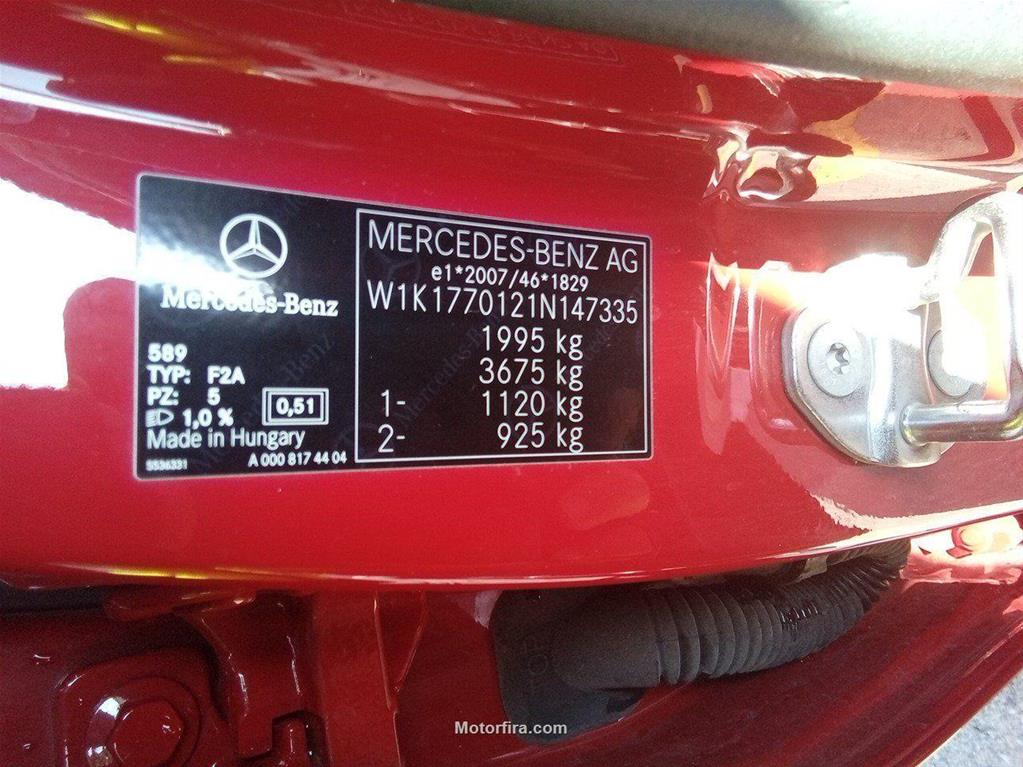 Mercedes-Benz
589
TYP: F2A
PZ: 5
1,0 %
0,51
Made in Hungary
5536331
A 000 817 44 04
MERCEDES-BENZ AG
e1*2007/46*1829
W1K1770121N147335
1995 kg
3675 kg
1- 1120 kg
2- 925 kg
Motorfira.com